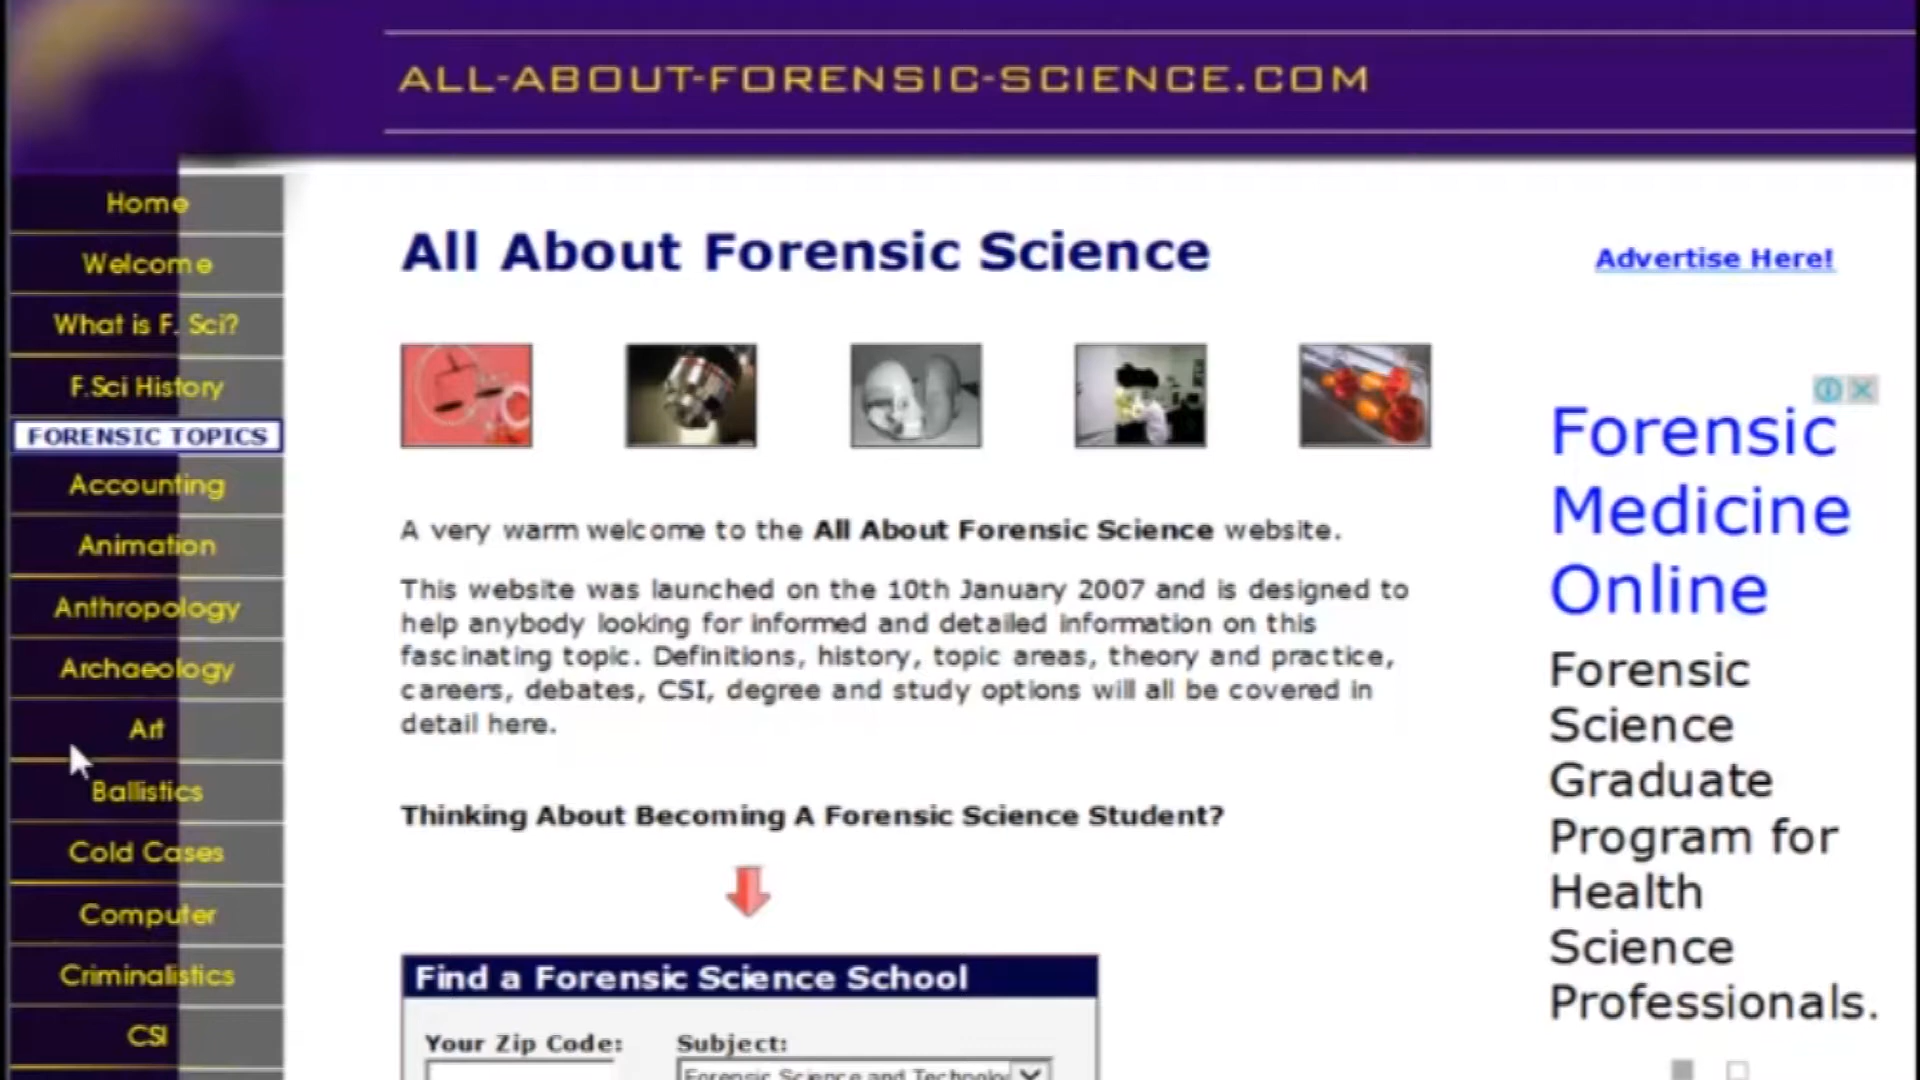 ALL-ABOUT-FORENSIC-SCIENCE.COM
Home
Welcome
What is F. Sci?
F.Sci History
FORENSIC TOPICS
Accounting
Animation
Anthropology
Archaeology
Art
Ballistics
Cold Cases
Computer
Criminalistics
CSI
All About Forensic Science
A very warm welcome to the All About Forensic Science website.
This website was launched on the 10th January 2007 and is designed to
help anybody looking for informed and detailed information on this
fascinating topic. Definitions, history, topic areas, theory and practice,
careers, debates, CSI, degree and study options will all be covered in
detail here.
Thinking About Becoming A Forensic Science Student?
Find a Forensic Science School
Your Zip Code:
Subject:
Forensic Science and Technolo
Advertise Here!
Forensic
Medicine
Online
Forensic
Science
Graduate
Program for
Health
Science
Professionals.